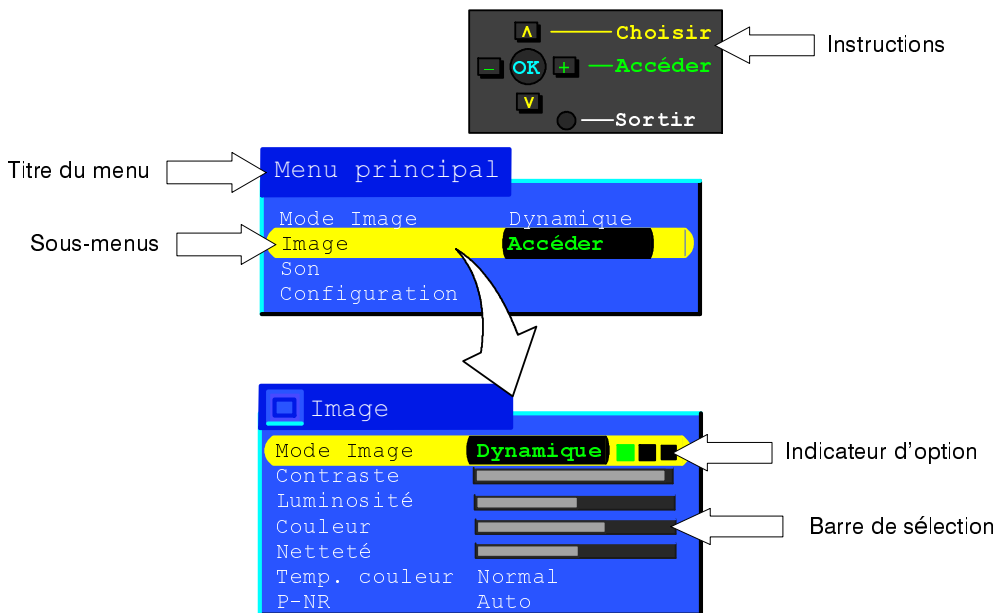 ∧ Choisir
Instructions
− OK + Accéder
∨
Sortir
Titre du menu
Menu principal
Mode Image Dynamique
Sous-menus
Image Accéder
Son
Configuration
Image
Mode Image Dynamique
Indicateur d'option
Contraste
Luminosité
Couleur
Barre de sélection
Netteté
Temp. couleur Normal
P-NR Auto